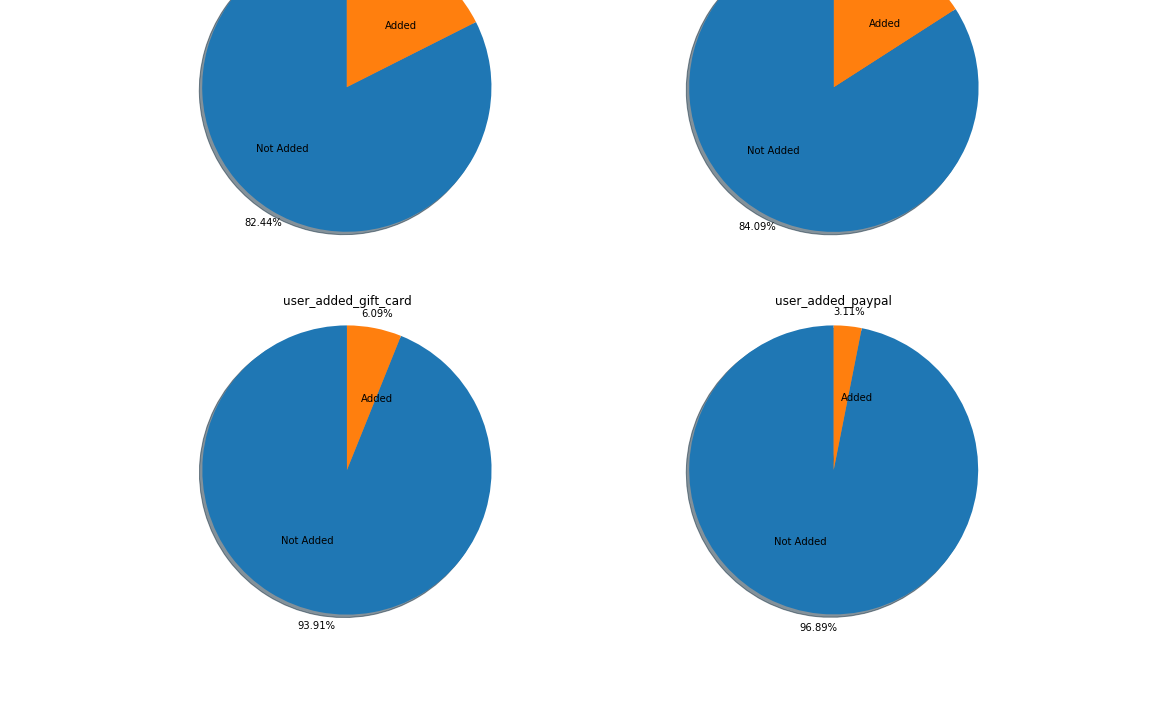 Added
Added
Not Added
Not Added
82.44%
84.09%
user_added_gift_card
user_added_paypal
6.09%
3.11%
Added
Added
Not Added
Not Added
93.91%
96.89%